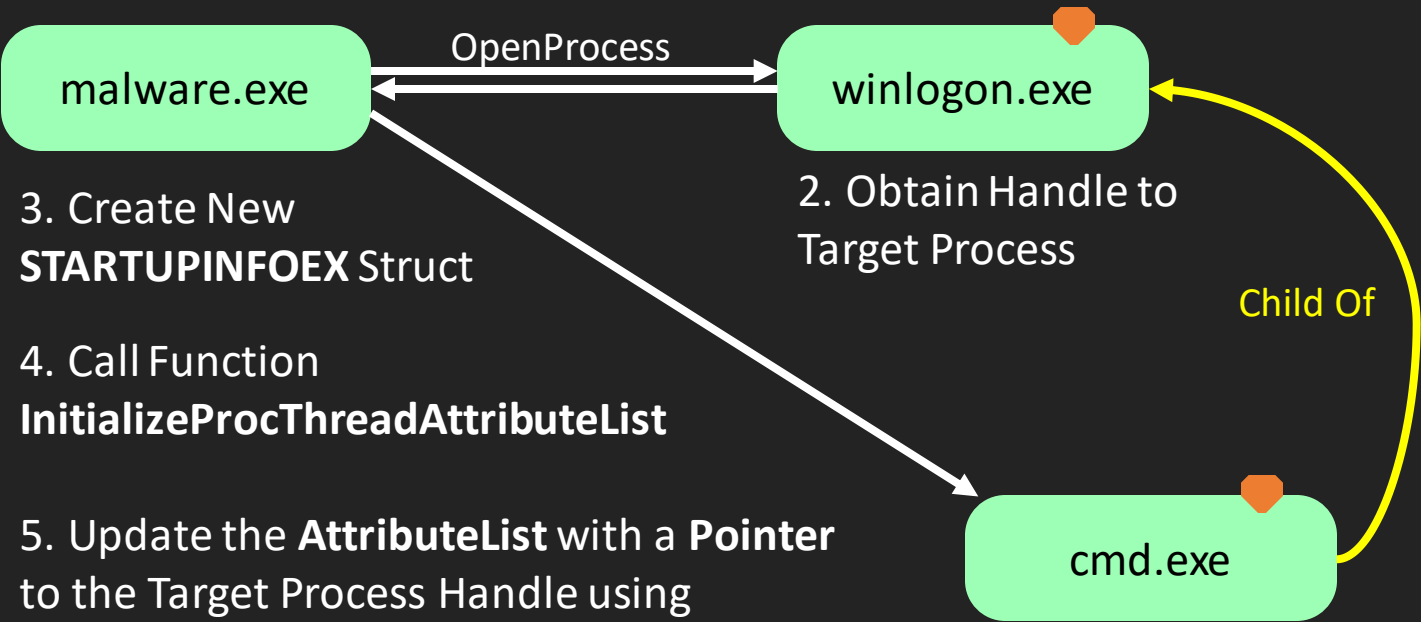 OpenProcess
malware.exe
winlogon.exe
3. Create New
STARTUPINFOEX Struct
2. Obtain Handle to
Target Process
Child Of
4. Call Function
InitializeProcThreadAttributeList
5. Update the AttributeList with a Pointer
to the Target Process Handle using
cmd.exe